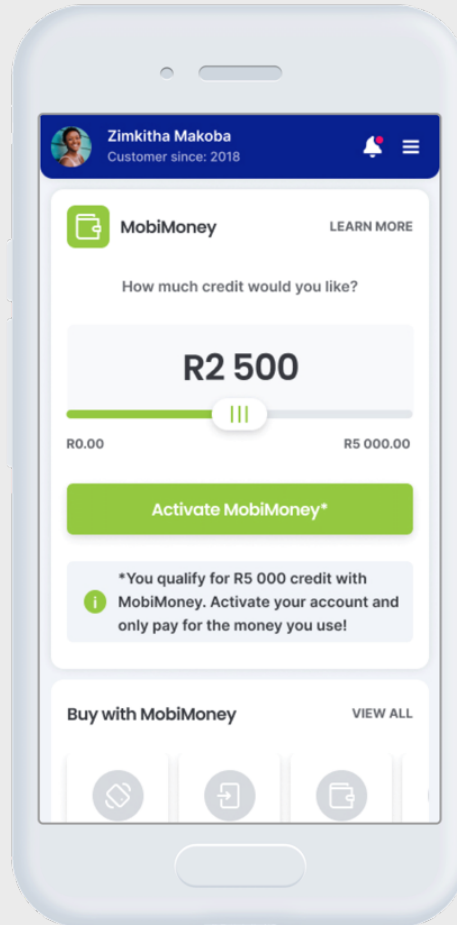 Zimkitha Makoba
Customer since: 2018
MobiMoney
LEARN MORE
How much credit would you like?
R2 500
R0.00
R5 000.00
Activate MobiMoney*
*You qualify for R5 000 credit with
MobiMoney. Activate your account and
only pay for the money you use!
Buy with MobiMoney
VIEW ALL